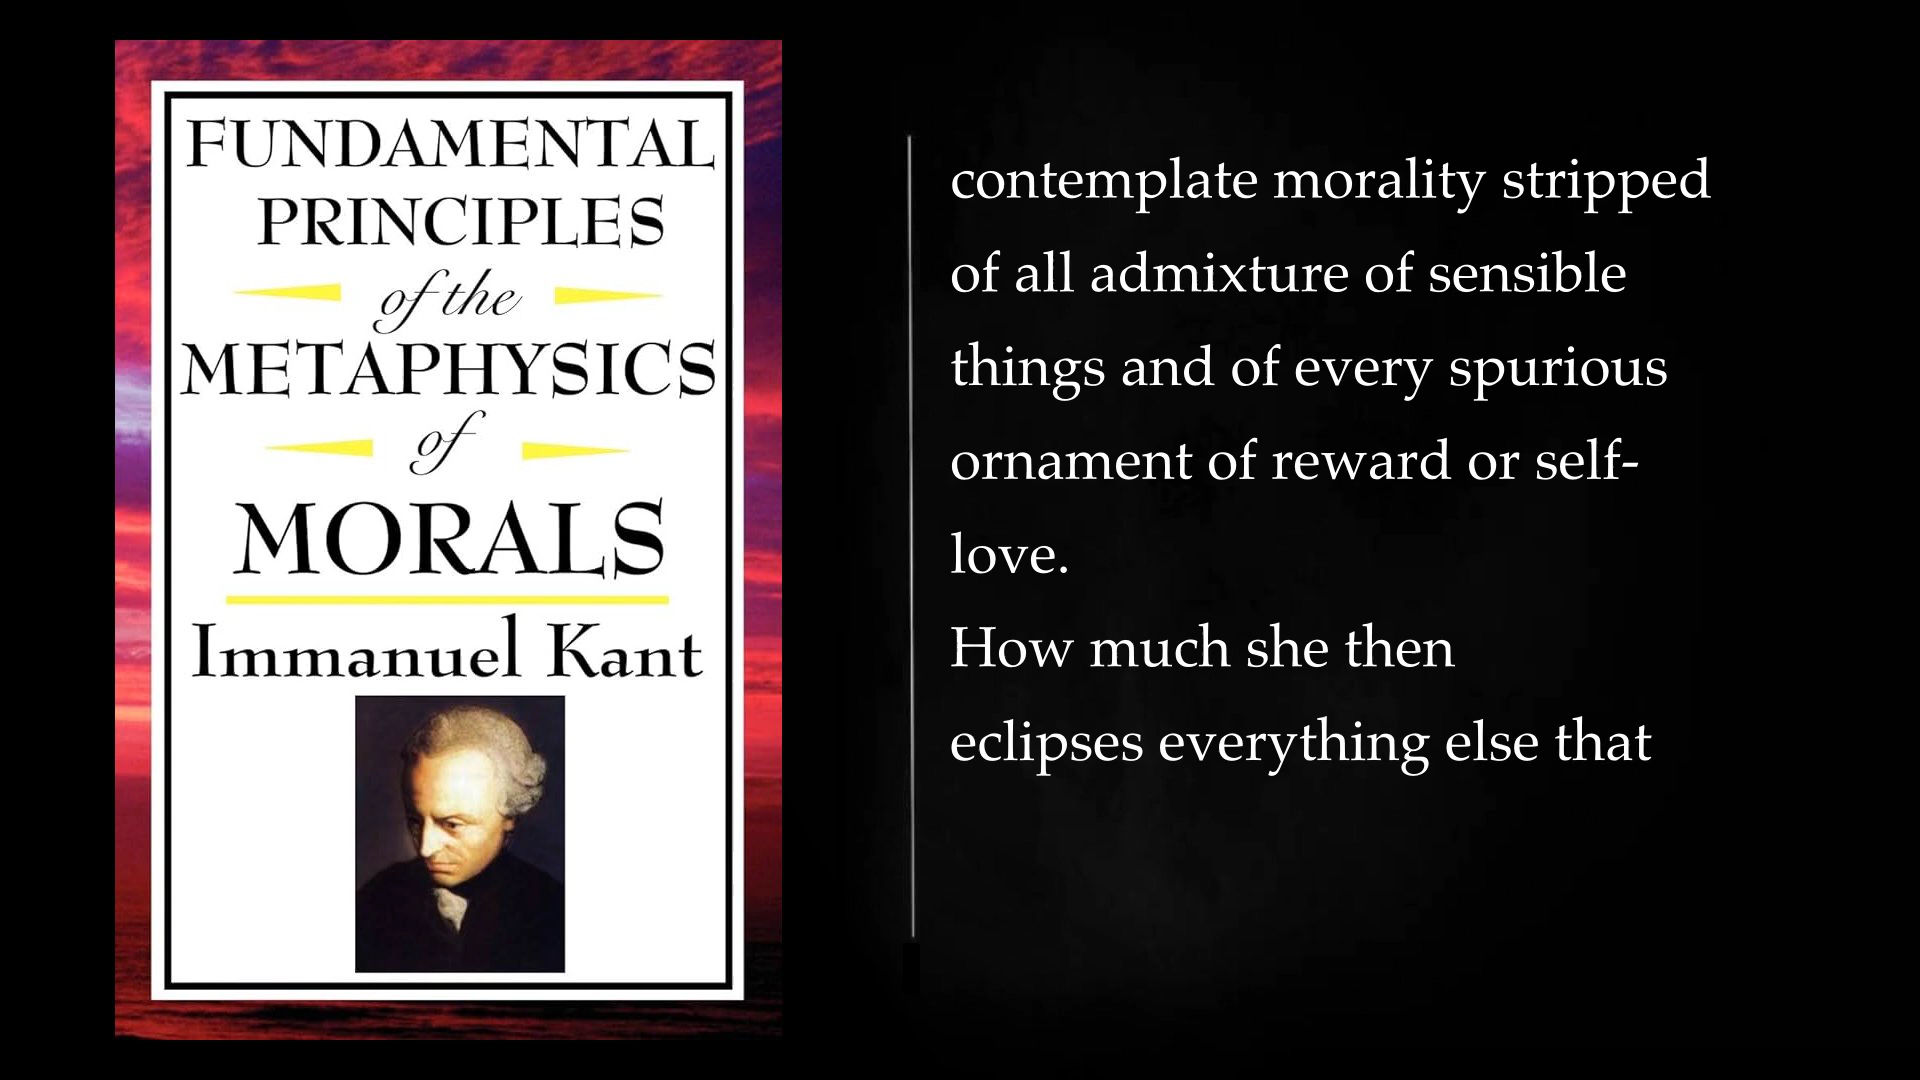 FUNDAMENTAL
PRINCIPLES
of the
METAPHYSICS
of
MORALS
Immanuel Kant
contemplate morality stripped
of all admixture of sensible
things and of every spurious
ornament of reward or self-
love.
How much she then
eclipses everything else that